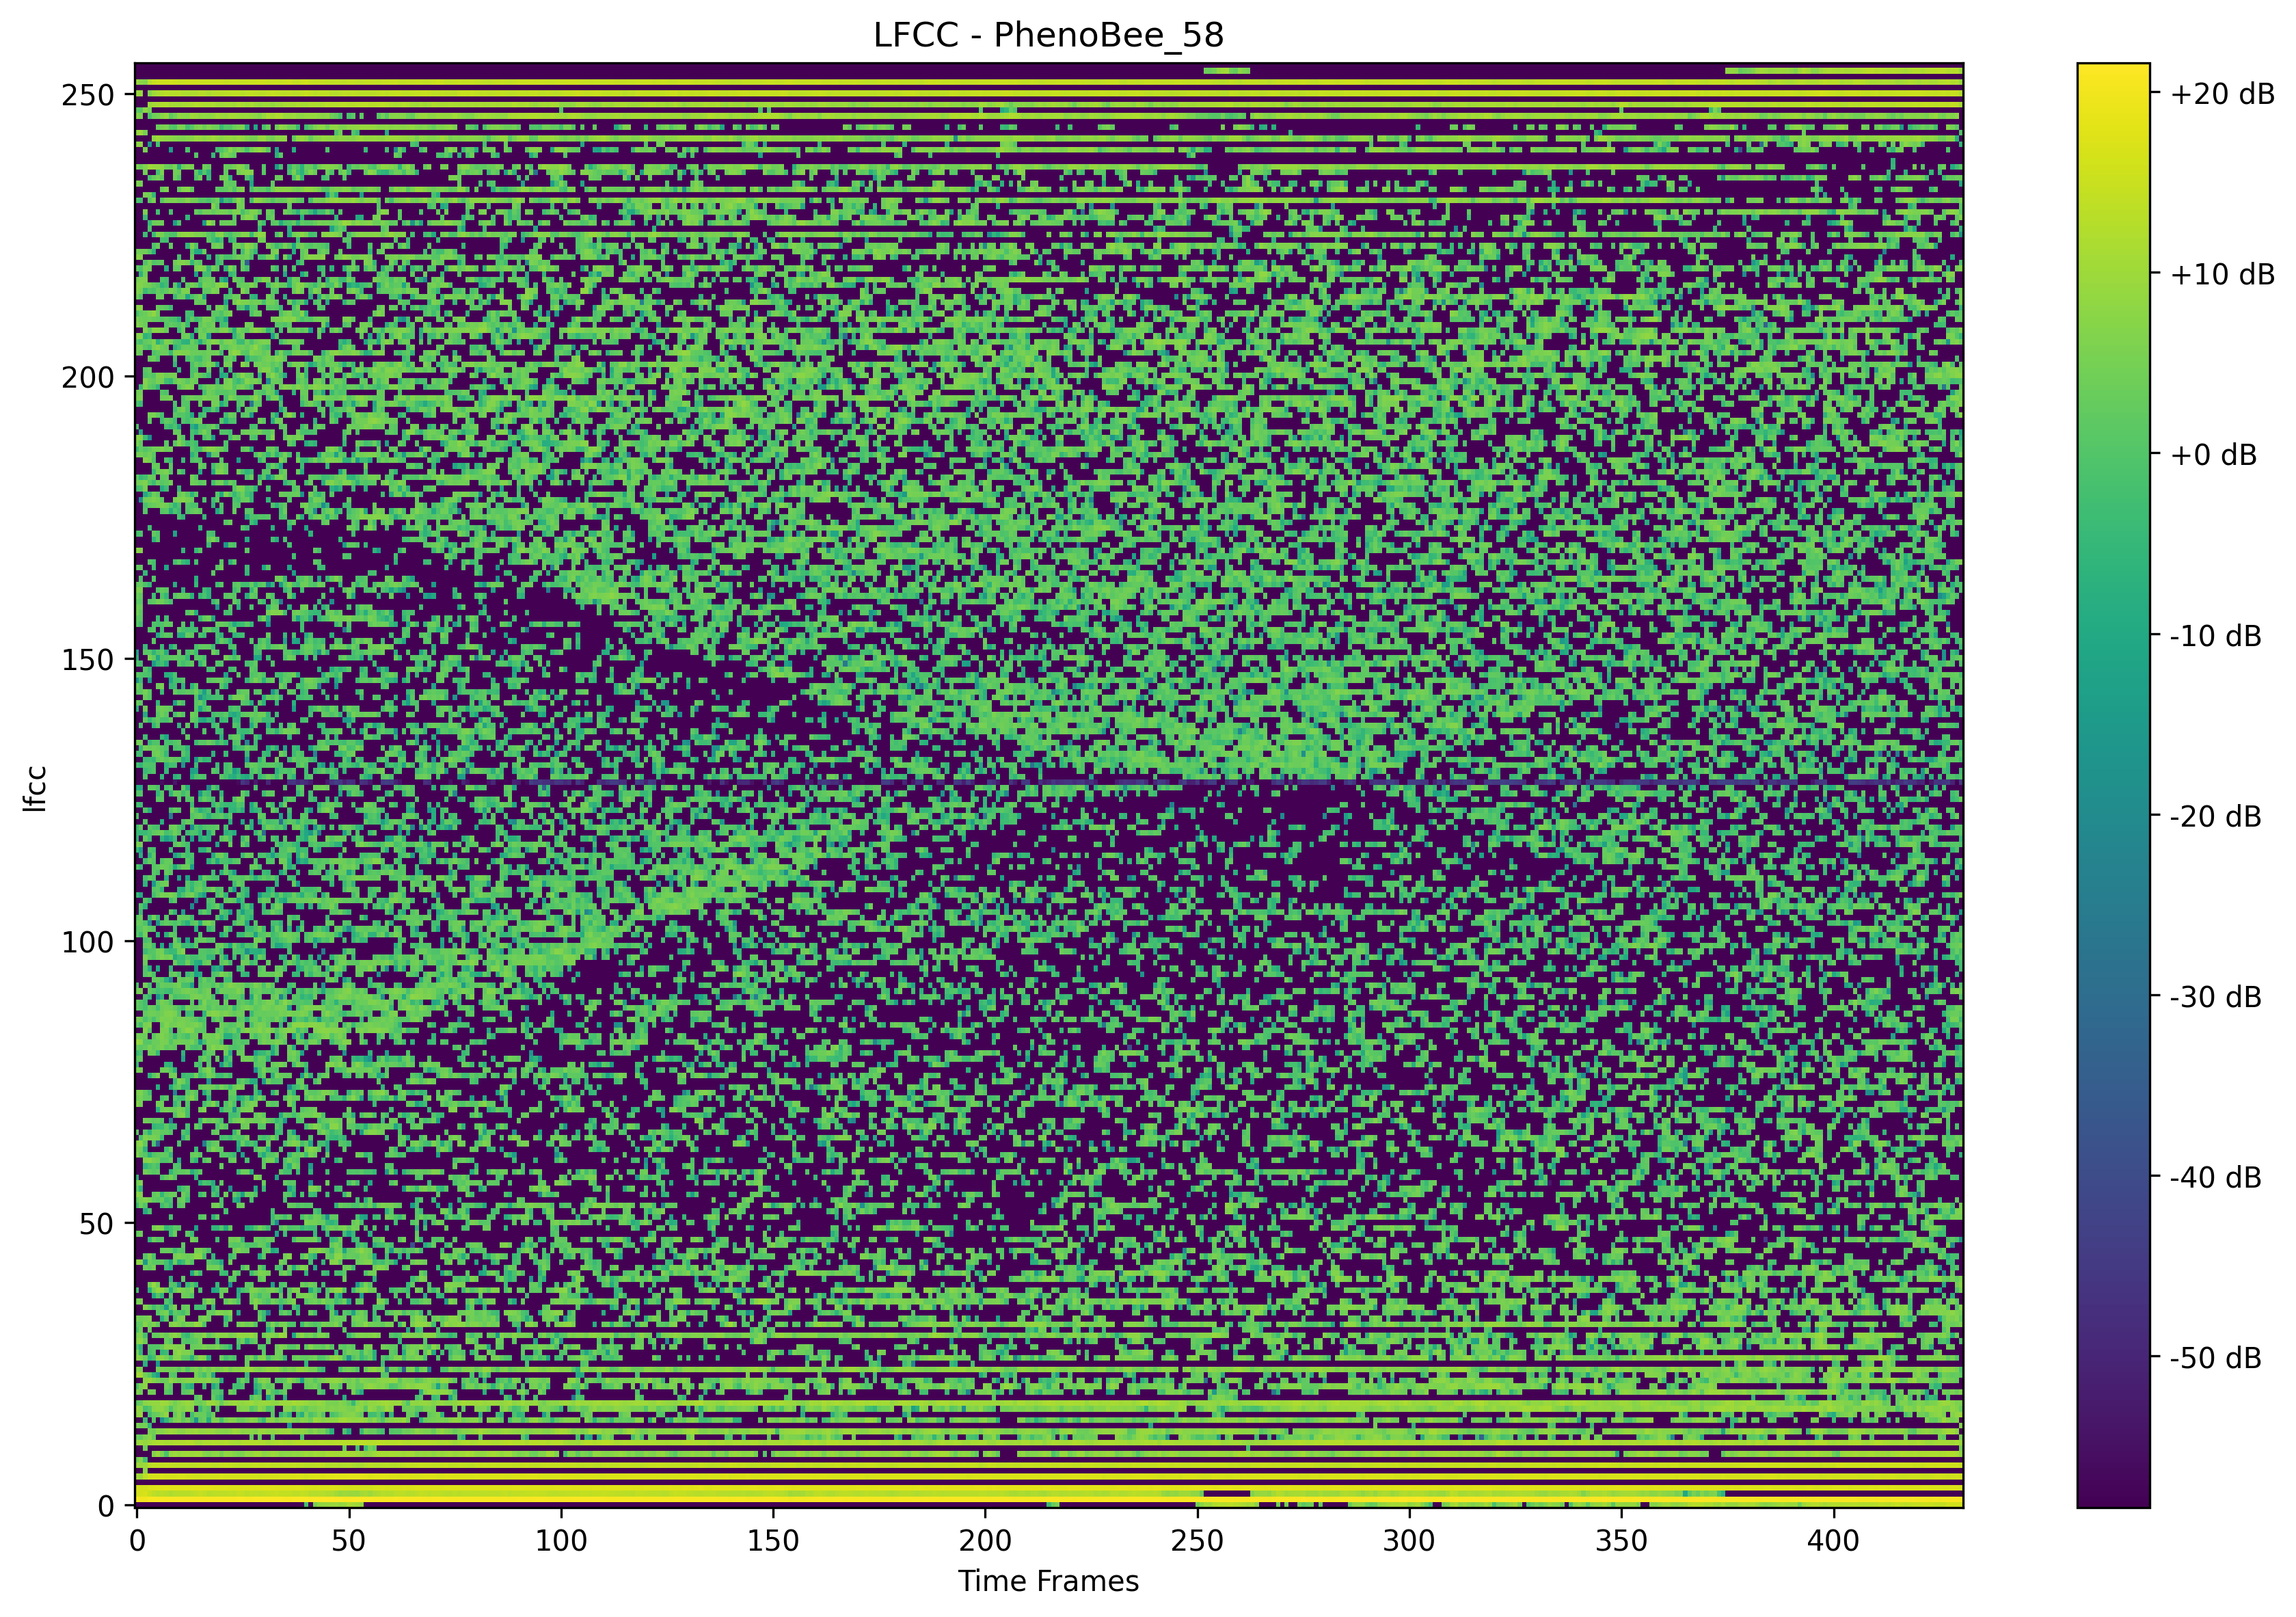 LFCC - PhenoBee_58
250
200
150
100
50
0
lfcc
0 50 100 150 200 250 300 350 400
Time Frames
+20 dB
+10 dB
+0 dB
-10 dB
-20 dB
-30 dB
-40 dB
-50 dB